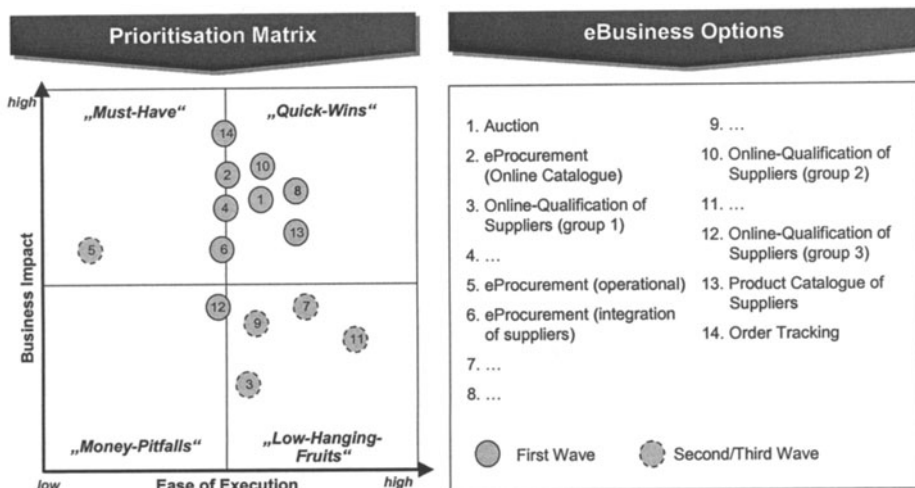 Prioritisation Matrix
high
„Must-Have“
„Quick-Wins“
14
10
2
8
1
4
13
5
6
12
7
9
11
3
Business Impact
„Money-Pitfalls“
„Low-Hanging-
Fruits“
low
Ease of Execution
high
eBusiness Options
1. Auction
2. eProcurement
(Online Catalogue)
3. Online-Qualification of
Suppliers (group 1)
4. ...
5. eProcurement (operational)
6. eProcurement (integration
of suppliers)
7. ...
8. ...
9. ...
10. Online-Qualification of
Suppliers (group 2)
11. ...
12. Online-Qualification of
Suppliers (group 3)
13. Product Catalogue of
Suppliers
14. Order Tracking
First Wave
Second/Third Wave